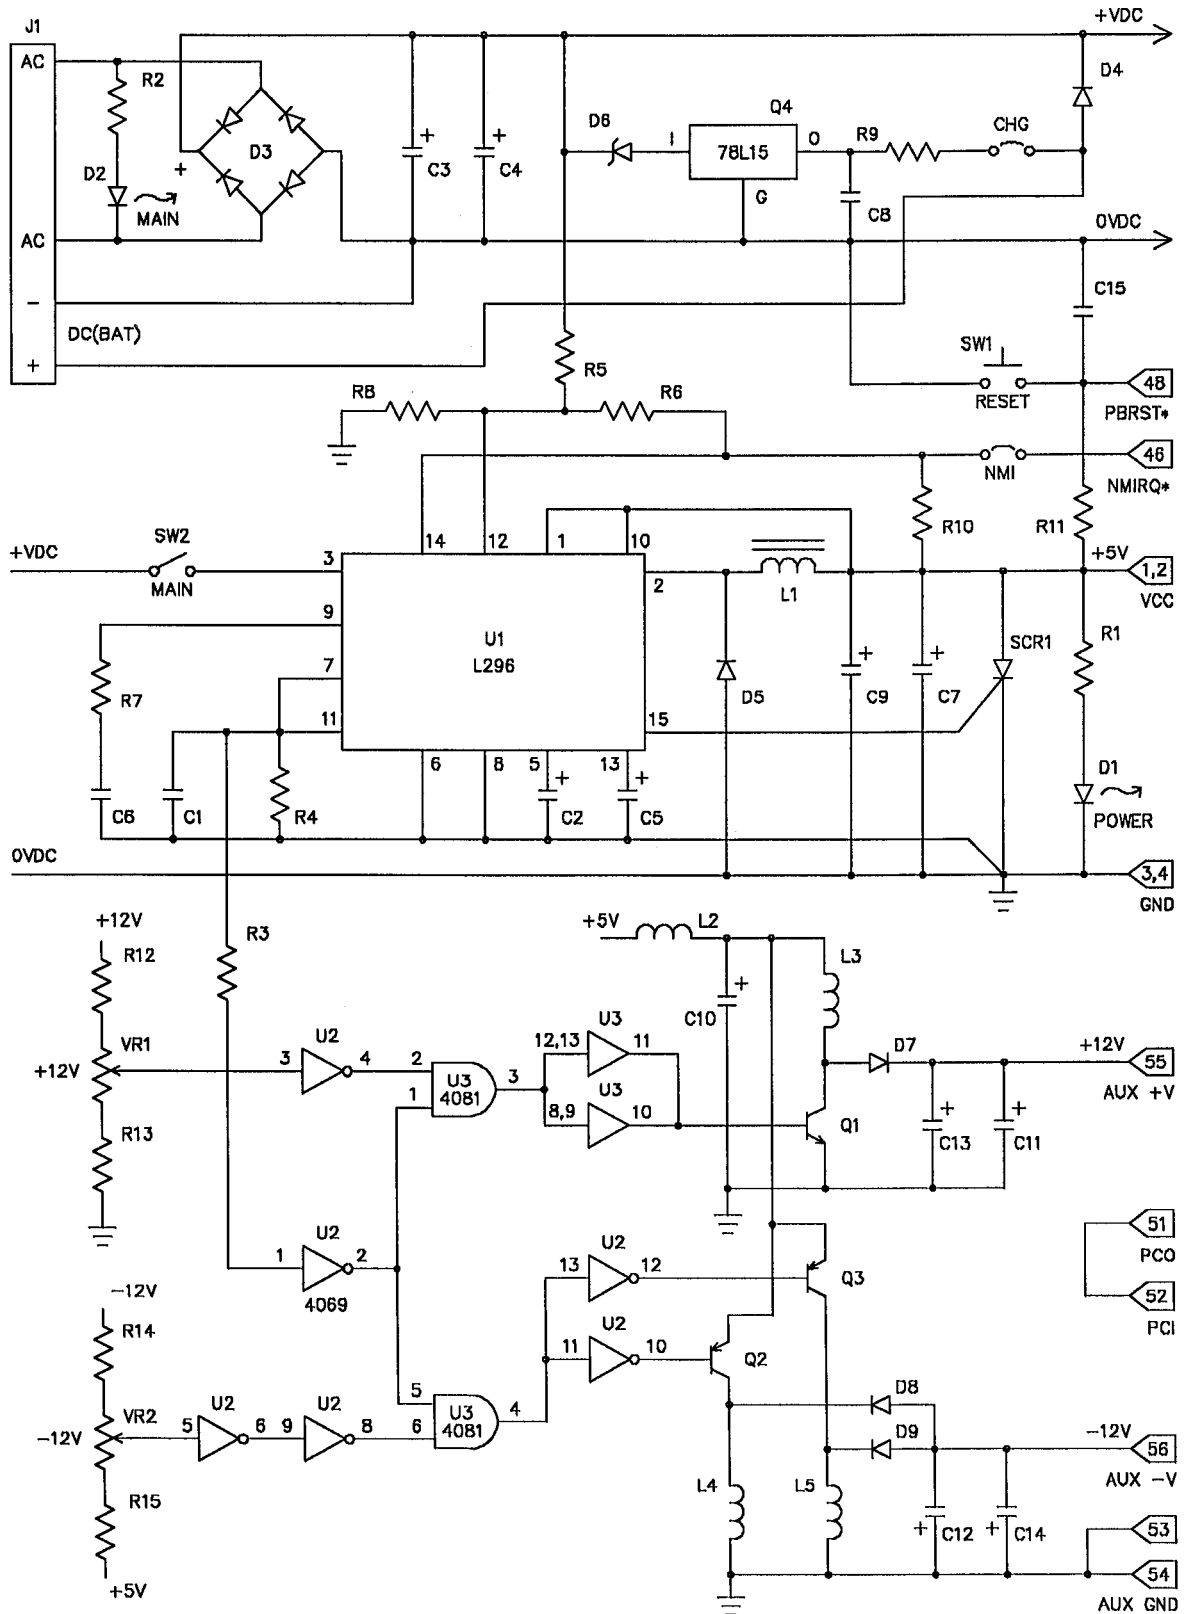 J1
+VDC
AC
R2
D3
+
D2
MAIN
AC
−
DC(BAT)
+
+
C3
+
C4
D6
I
Q4
78L15
O
G
R9
CHG
D4
C8
0VDC
C15
SW1
RESET
48
PBRST*
R5
R8
R6
NMI
46
NMIRQ*
R10
R11
+5V
1,2
VCC
+VDC
SW2
MAIN
3
14
12
1
10
2
9
7
11
U1
L296
15
6
8
5
13
+
C2
+
C5
L1
D5
+
C9
+
C7
SCR1
R1
D1
POWER
R7
C6
C1
R4
0VDC
3,4
GND
+12V
R12
VR1
+12V
R13
R3
U2
3
4
2
1
U3
4081
3
12,13
U3
11
8,9
U3
10
+5V
L2
C10
+
L3
Q1
D7
+12V
55
AUX +V
+
C13
+
C11
U2
1
2
4069
−12V
R14
VR2
−12V
R15
+5V
5
U2
6
9
U2
8
5
6
U3
4081
4
13
U2
12
11
U2
10
Q3
Q2
51
PCO
52
PCI
D8
D9
−12V
56
AUX −V
L4
L5
+
C12
+
C14
53
54
AUX GND